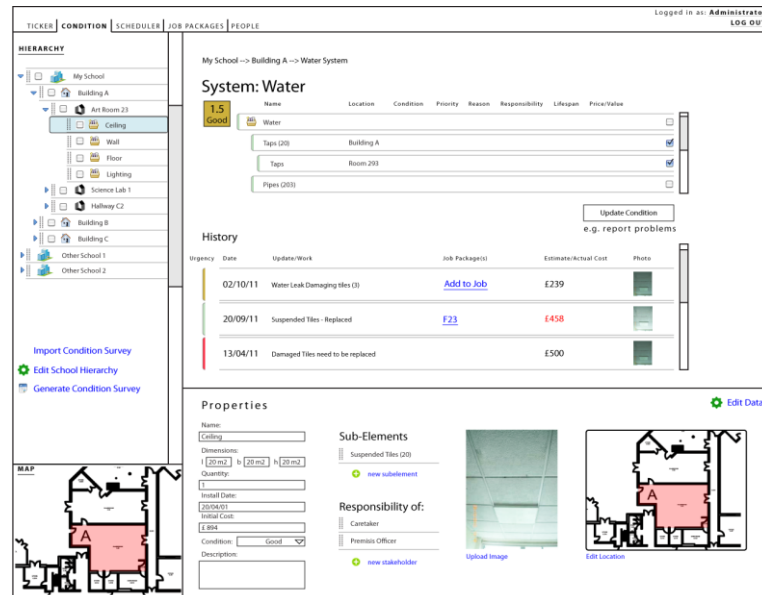 Logged in as: Administrato
LOG OU
TICKER CONDITION SCHEDULER JOB PACKAGES PEOPLE
HIERARCHY
My School
Building A
Art Room 23
Ceiling
Wall
Floor
Lighting
Science Lab 1
Hallway C2
Building B
Building C
Other School 1
Other School 2
Import Condition Survey
Edit School Hierarchy
Generate Condition Survey
MAP
A
My School --> Building A --> Water System
System: Water
1.5
Good
Name Location Condition Priority Reason Responsibility Lifespan Price/Value
Water
Taps (20) Building A
Taps Room 293
Pipes (203)
Update Condition
e.g. report problems
History
Urgency Date Update/Work Job Package(s) Estimate/Actual Cost Photo
02/10/11 Water Leak Damaging tiles (3) Add to Job £239
20/09/11 Suspended Tiles - Replaced F23 £458
13/04/11 Damaged Tiles need to be replaced £500
Properties
Edit Data
Name:
Ceiling
Dimensions:
l 20 m2 b 20 m2 h 20 m2
Quantity:
1
Install Date:
20/04/01
Initial Cost:
£ 894
Condition: Good
Description:
Sub-Elements
Suspended Tiles (20)
new subelement
Responsibility of:
Caretaker
Premisis Officer
new stakeholder
Upload Image
A
Edit Location